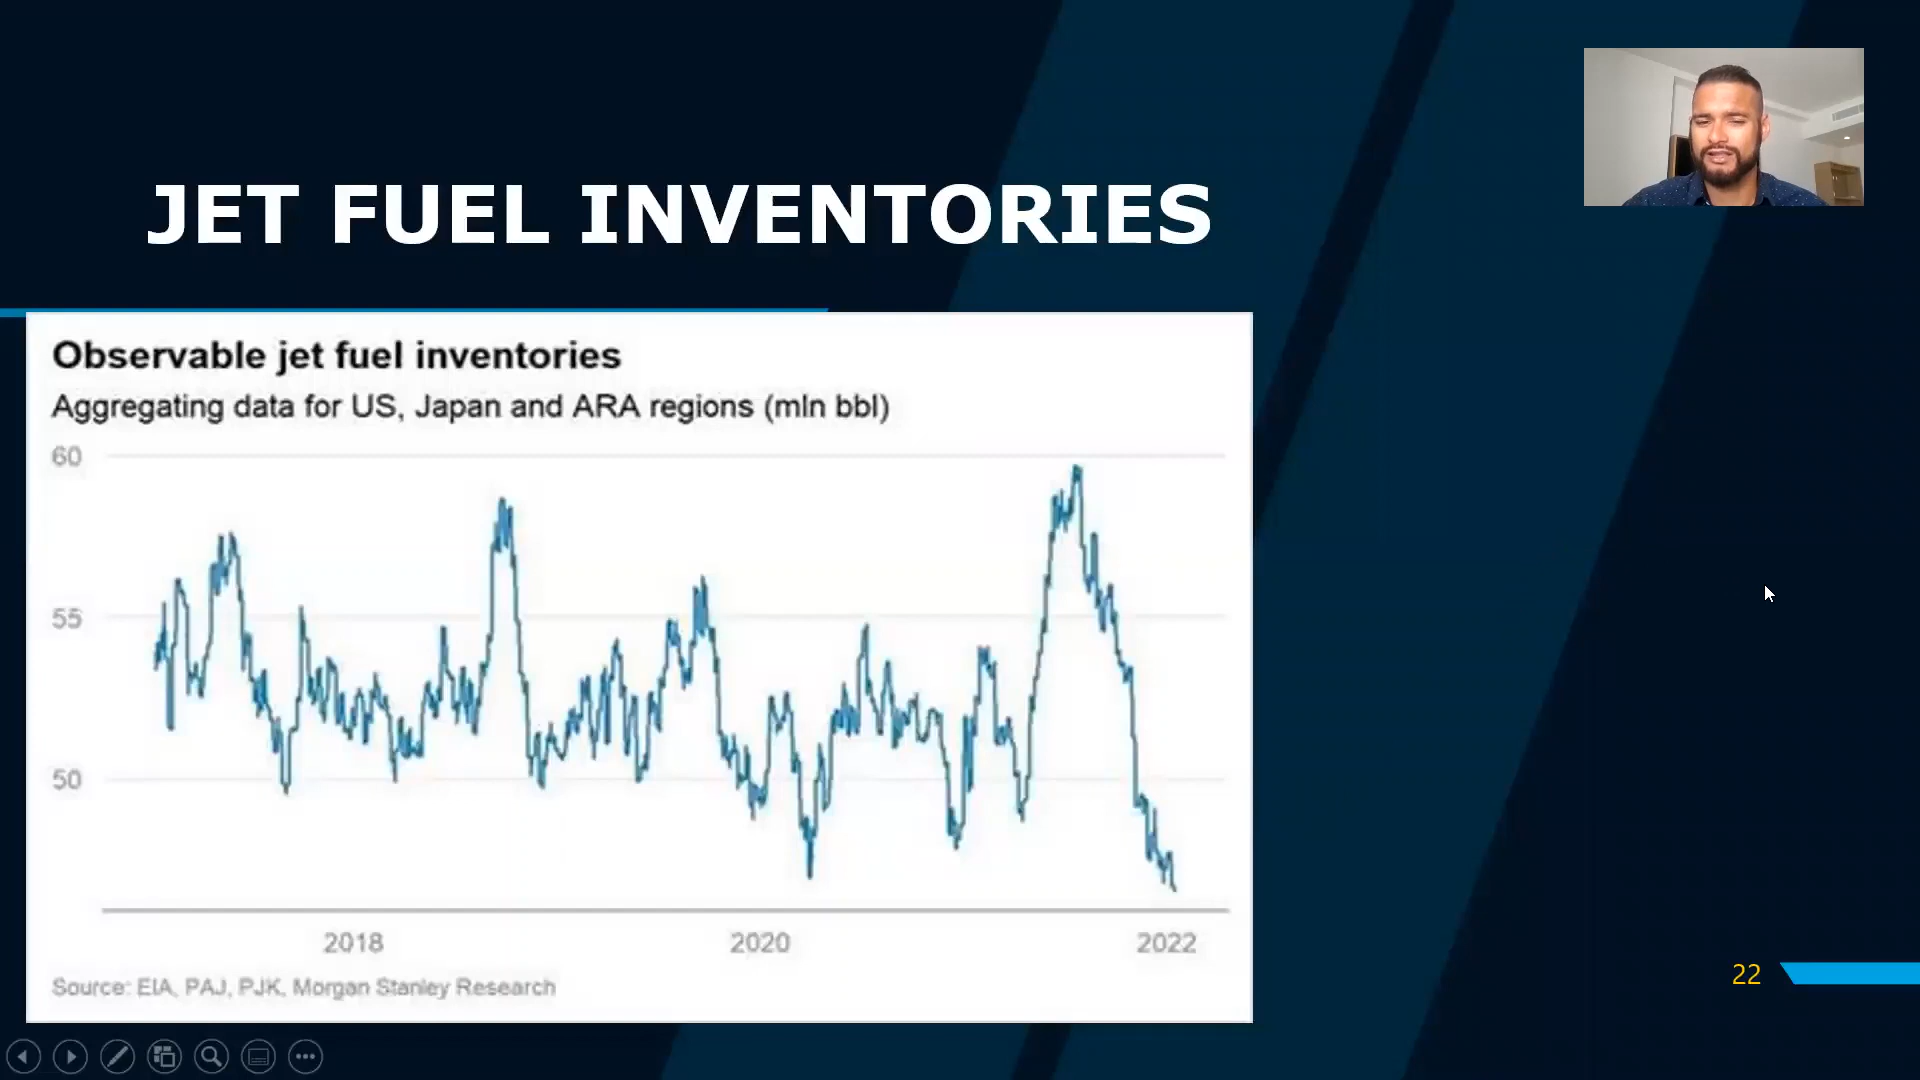 JET FUEL INVENTORIES
Observable jet fuel inventories
Aggregating data for US, Japan and ARA regions (mln bbl)
60
55
50
2018 2020 2022
Source: EIA, PAJ, PJK, Morgan Stanley Research
22